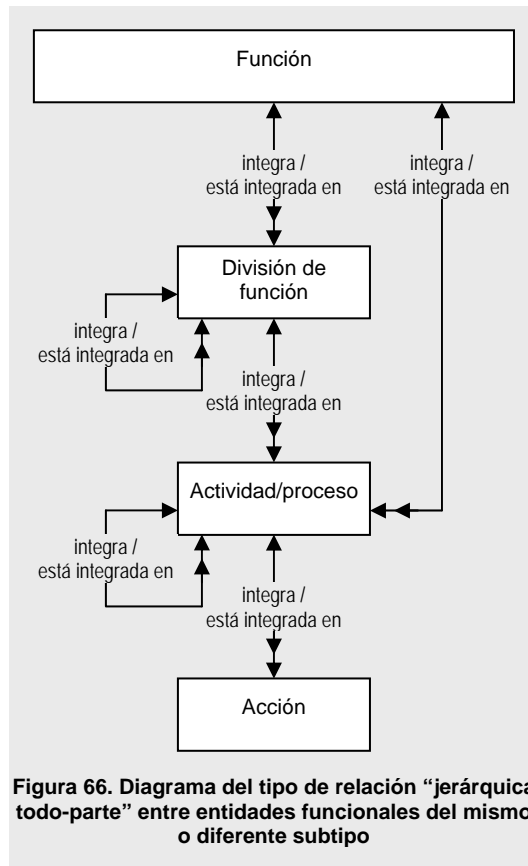 Función
integra /
está integrada en
integra /
está integrada en
División de
función
integra /
está integrada en
integra /
está integrada en
Actividad/proceso
integra /
está integrada en
integra /
está integrada en
Acción
Figura 66. Diagrama del tipo de relación “jerárquica
todo-parte” entre entidades funcionales del mismo
o diferente subtipo